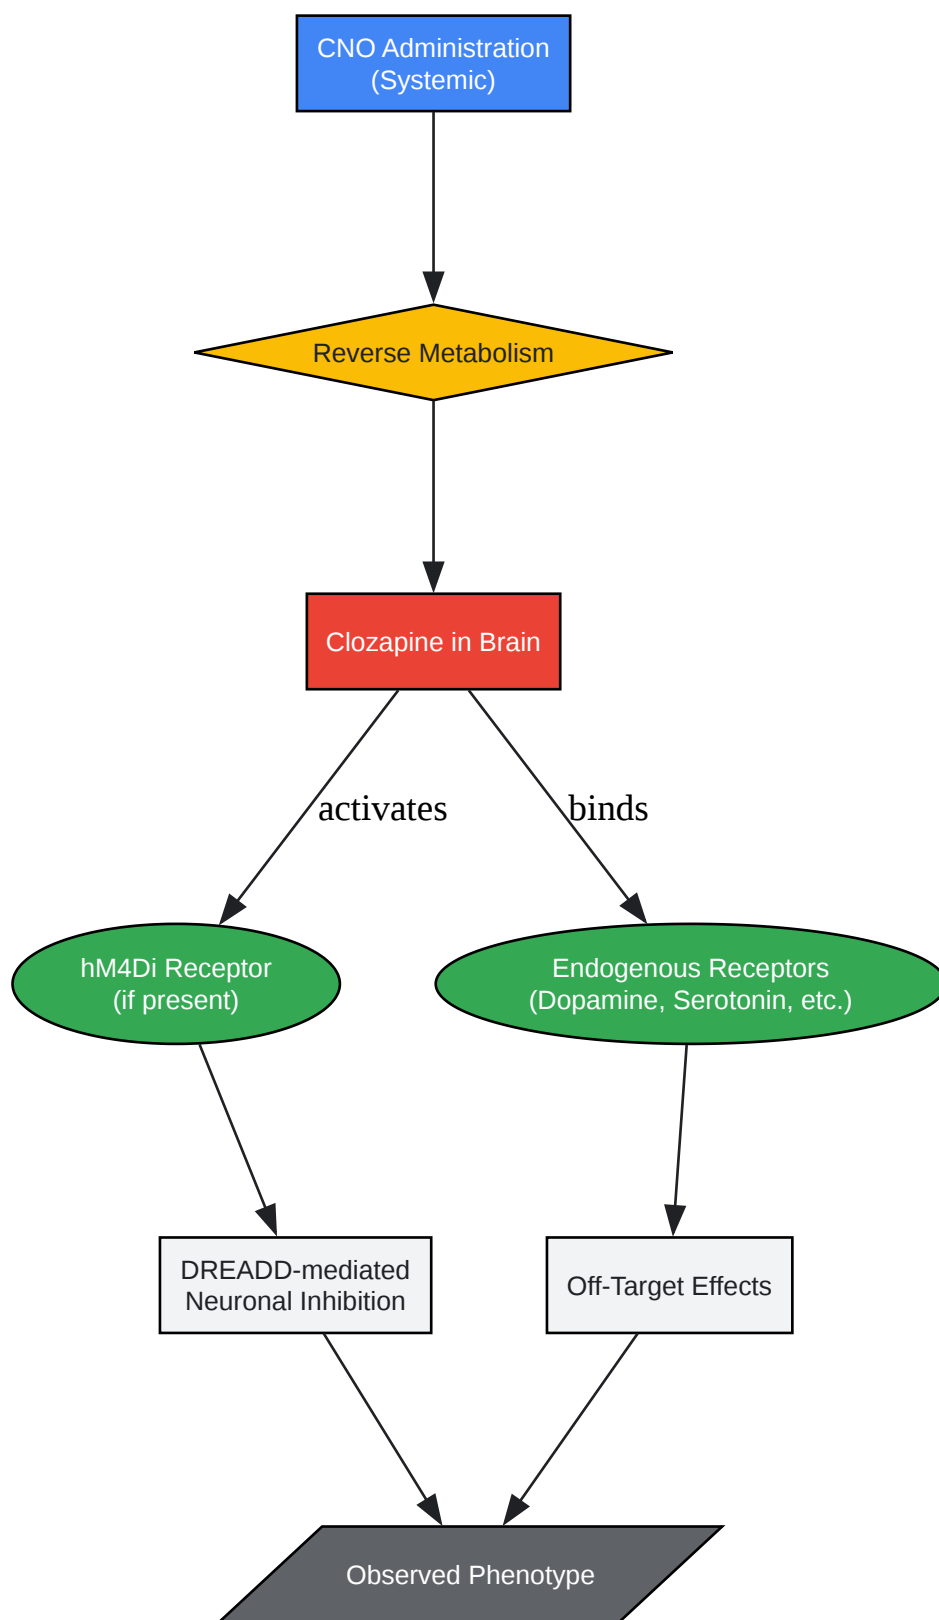 CNO Administration
(Systemic)
Reverse Metabolism
Clozapine in Brain
activates
binds
hM4Di Receptor
(if present)
Endogenous Receptors
(Dopamine, Serotonin, etc.)
DREADD-mediated
Neuronal Inhibition
Off-Target Effects
Observed Phenotype